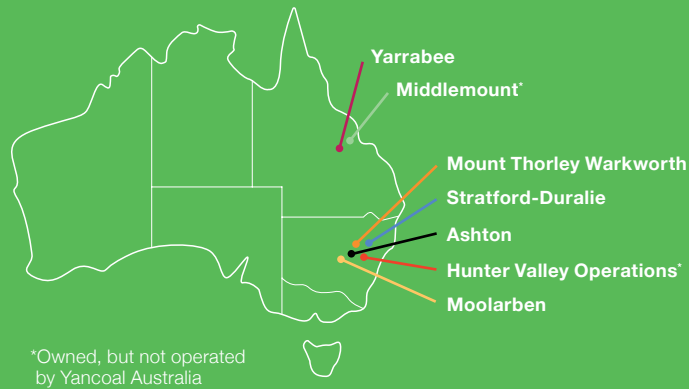 Yarrabee
Middlemount*
Mount Thorley Warkworth
Stratford-Duralie
Ashton
Hunter Valley Operations*
Moolarben
*Owned, but not operated
by Yancoal Australia